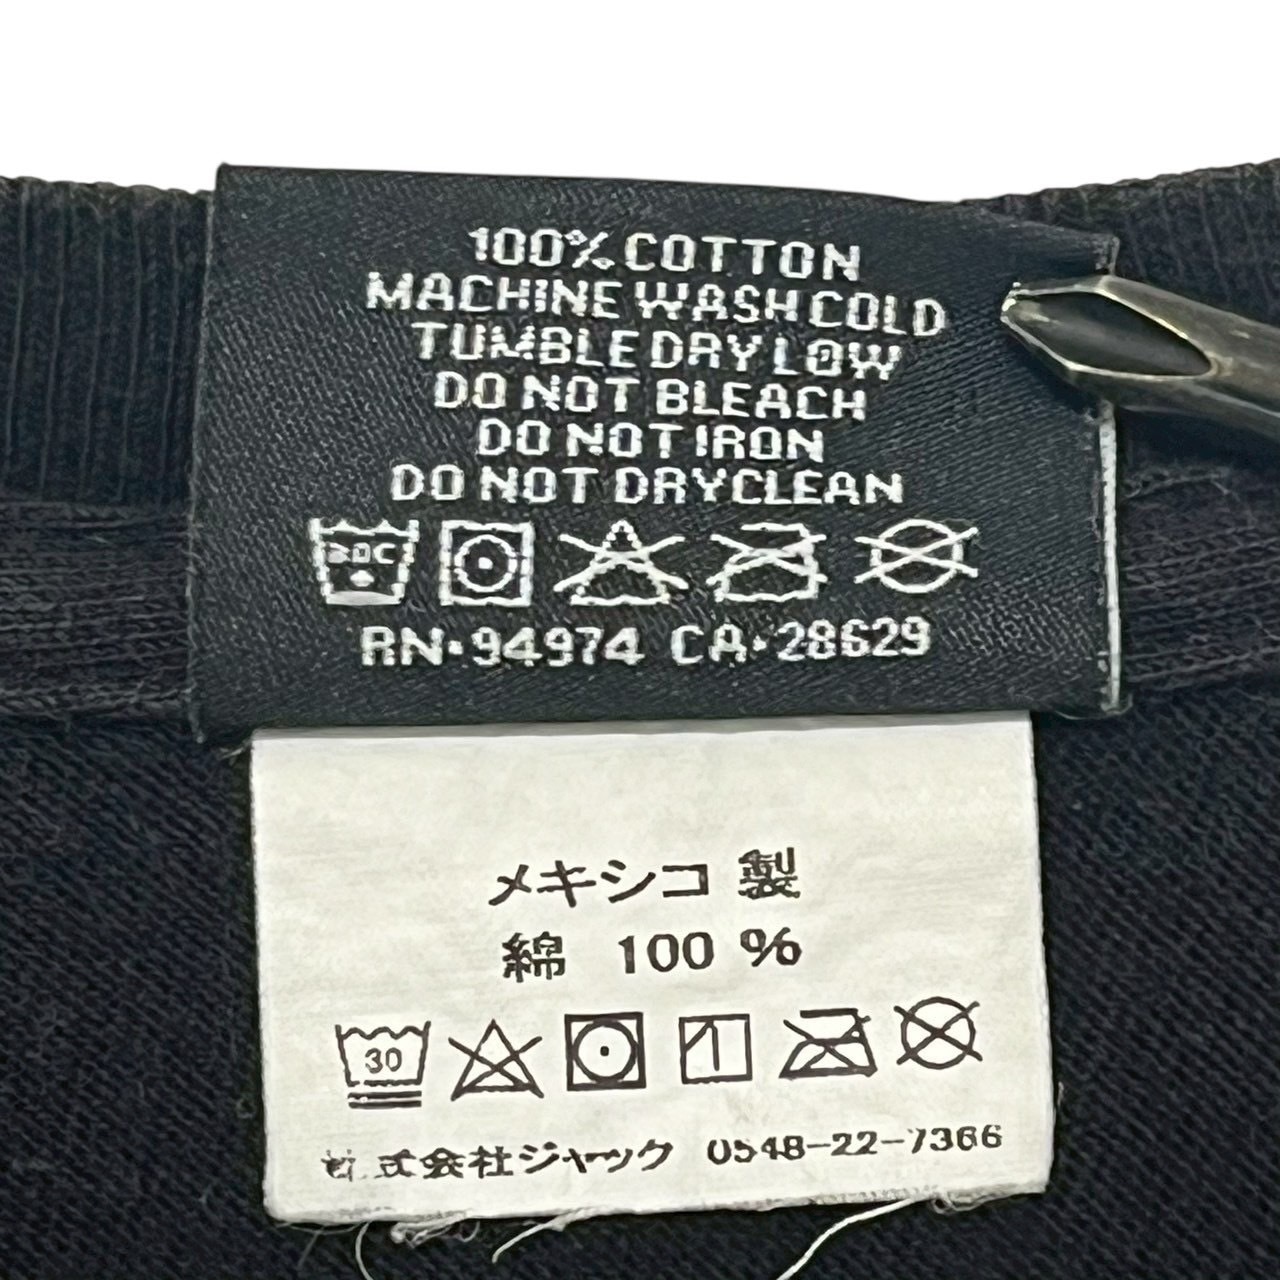 100% COTTON
MACHINE WASH COLD
TUMBLE DRY LOW
DO NOT BLEACH
DO NOT IRON
DO NOT DRYCLEAN
30C
RN·94974 CA·28629
メキシコ 製
綿 100 %
30
株式会社ジャック 0548-22-7366